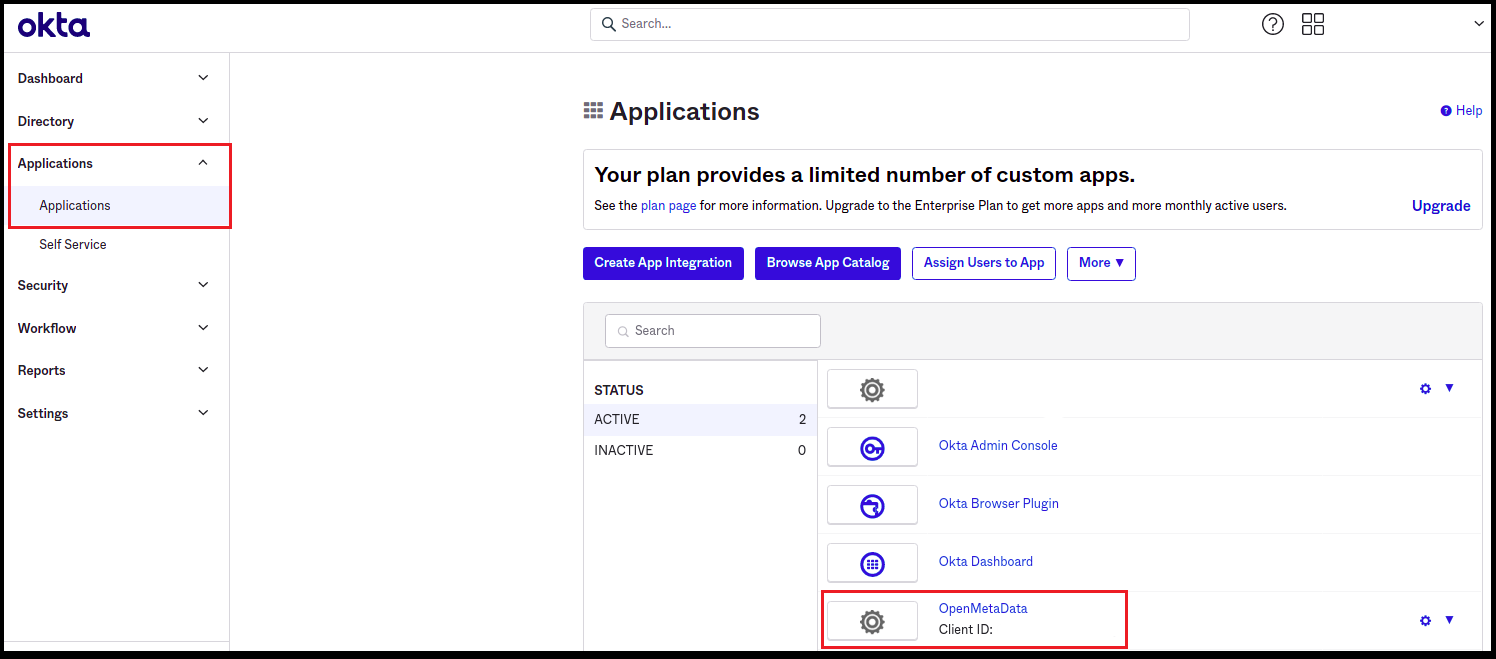 okta
Search...
Dashboard
Directory
Applications
Applications
Self Service
Security
Workflow
Reports
Settings
Applications
Help
Your plan provides a limited number of custom apps.
See the plan page for more information. Upgrade to the Enterprise Plan to get more apps and more monthly active users.
Upgrade
Create App Integration
Browse App Catalog
Assign Users to App
More ▼
Search
STATUS
ACTIVE 2
INACTIVE 0
Okta Admin Console
Okta Browser Plugin
Okta Dashboard
OpenMetaData
Client ID: